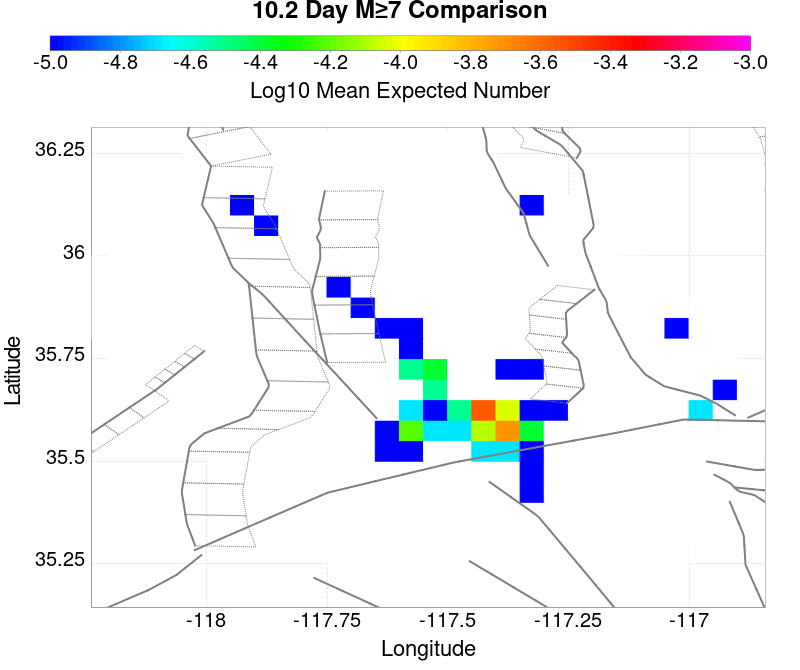 10.2 Day M≥7 Comparison
-5.0 -4.8 -4.6 -4.4 -4.2 -4.0 -3.8 -3.6 -3.4 -3.2 -3.0
Log10 Mean Expected Number
36.25
36
35.75
35.5
35.25
Latitude
-118 -117.75 -117.5 -117.25 -117
Longitude